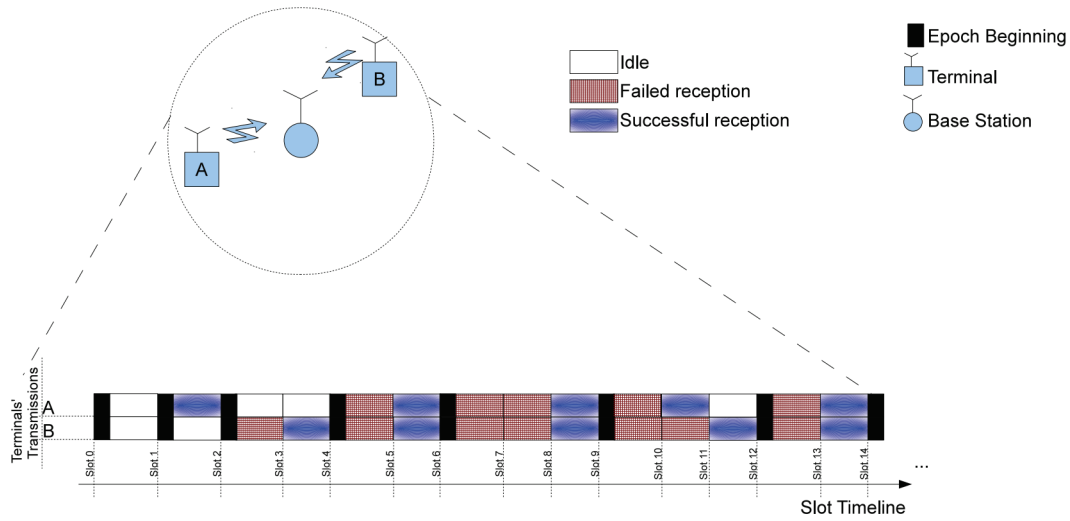 B
A
Idle
Failed reception
Successful reception
Epoch Beginning
Terminal
Base Station
Terminals'
Transmissions
A
B
Slot 0
Slot 1
Slot 2
Slot 3
Slot 4
Slot 5
Slot 6
Slot 7
Slot 8
Slot 9
Slot 10
Slot 11
Slot 12
Slot 13
Slot 14
...
Slot Timeline